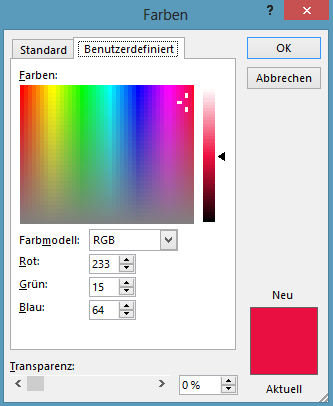 Farben
?
Standard
Benutzerdefiniert
OK
Abbrechen
Farben:
Farbmodell: RGB
Rot: 233
Grün: 15
Blau: 64
Neu
Transparenz:
0 %
Aktuell